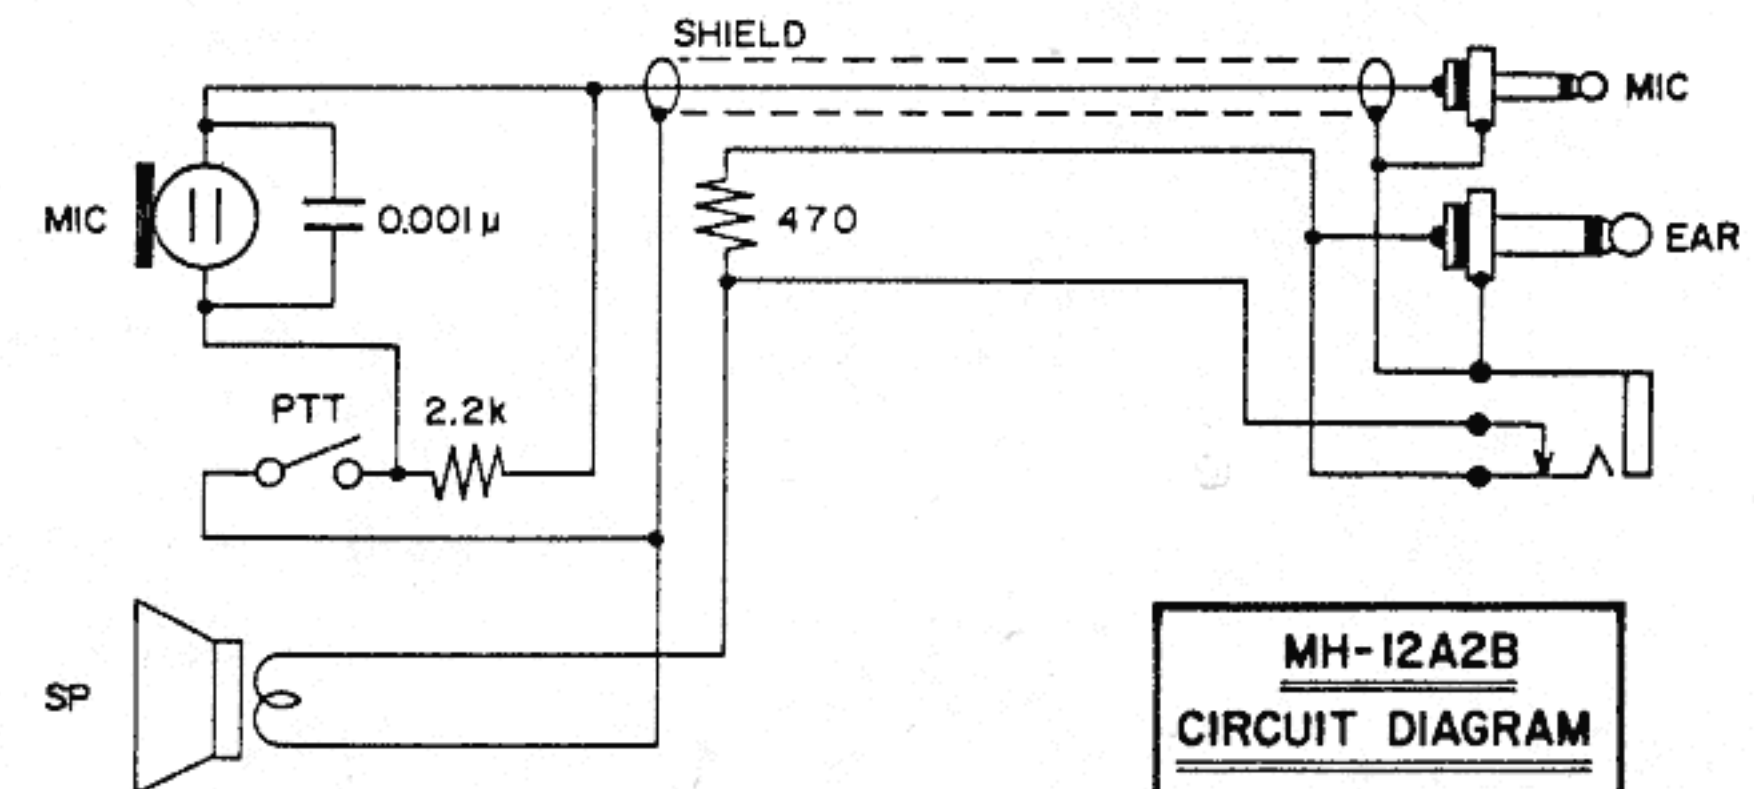 SHIELD
MIC
MIC
0.001μ
470
EAR
PTT
2.2k
SP
MH-12A2B
CIRCUIT DIAGRAM